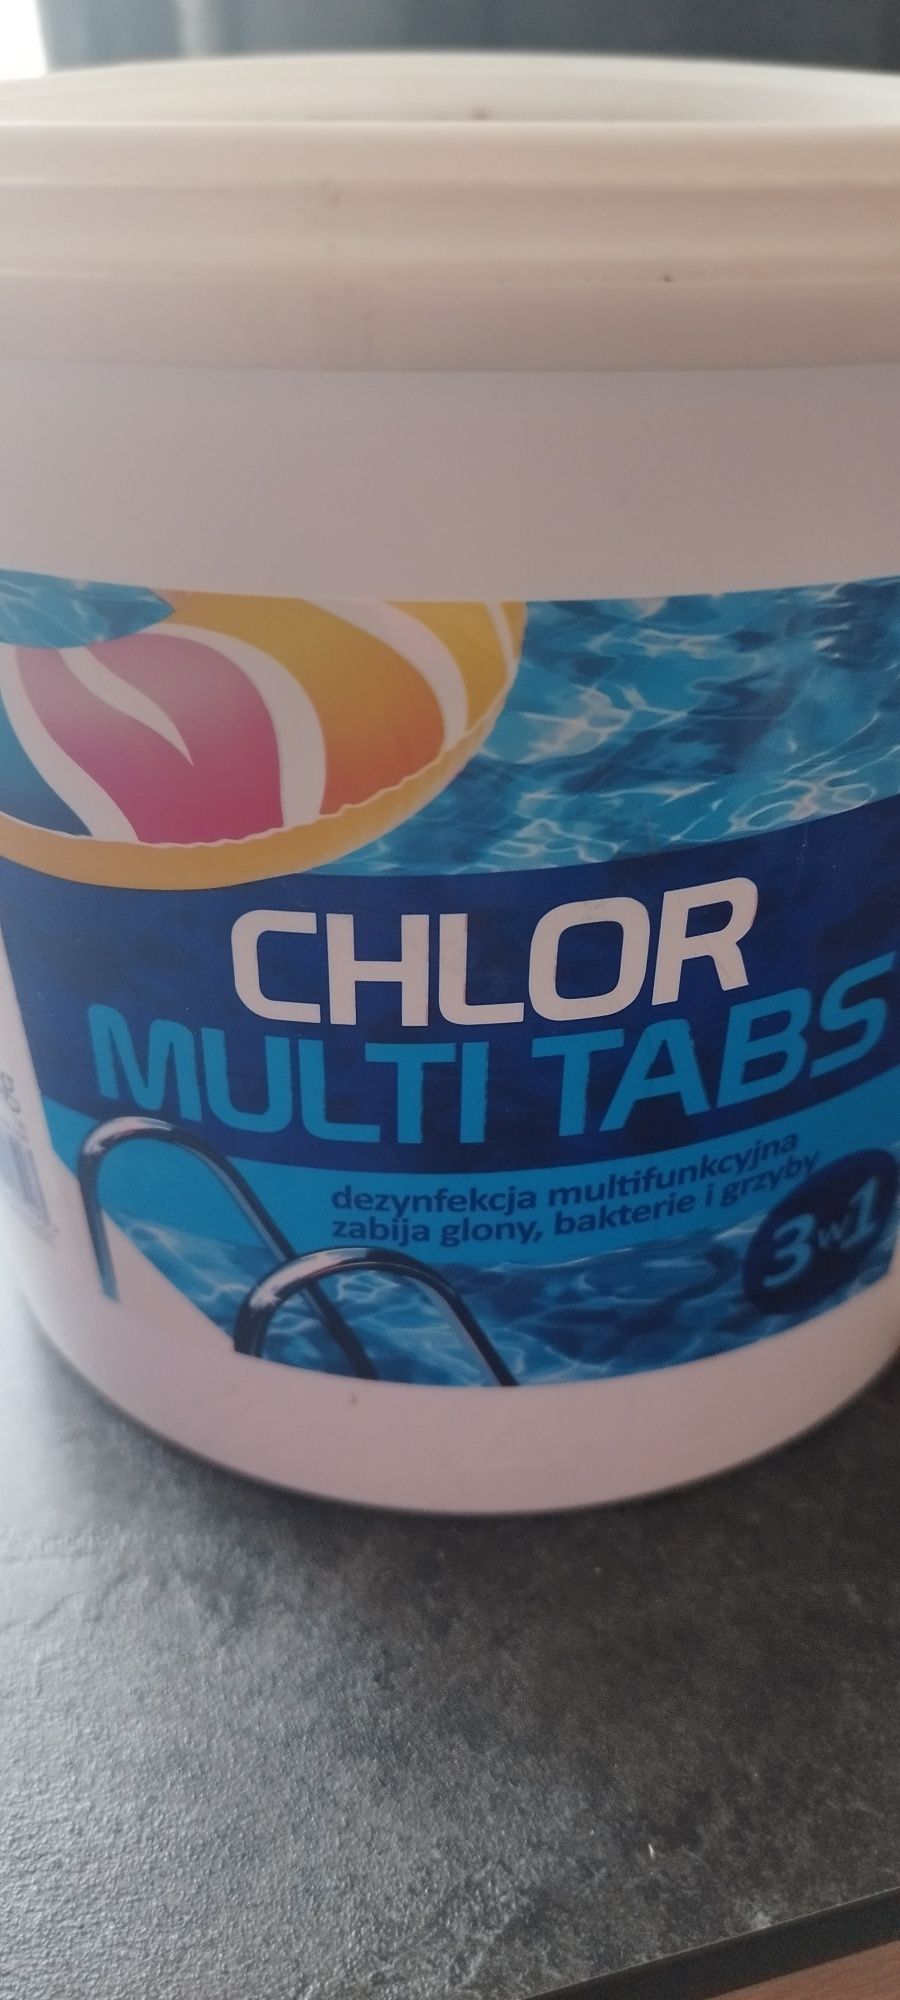 CHLOR
MULTI TABS
dezynfekcja multifunkcyjna
zabija glony, bakterie i grzyby
3w1